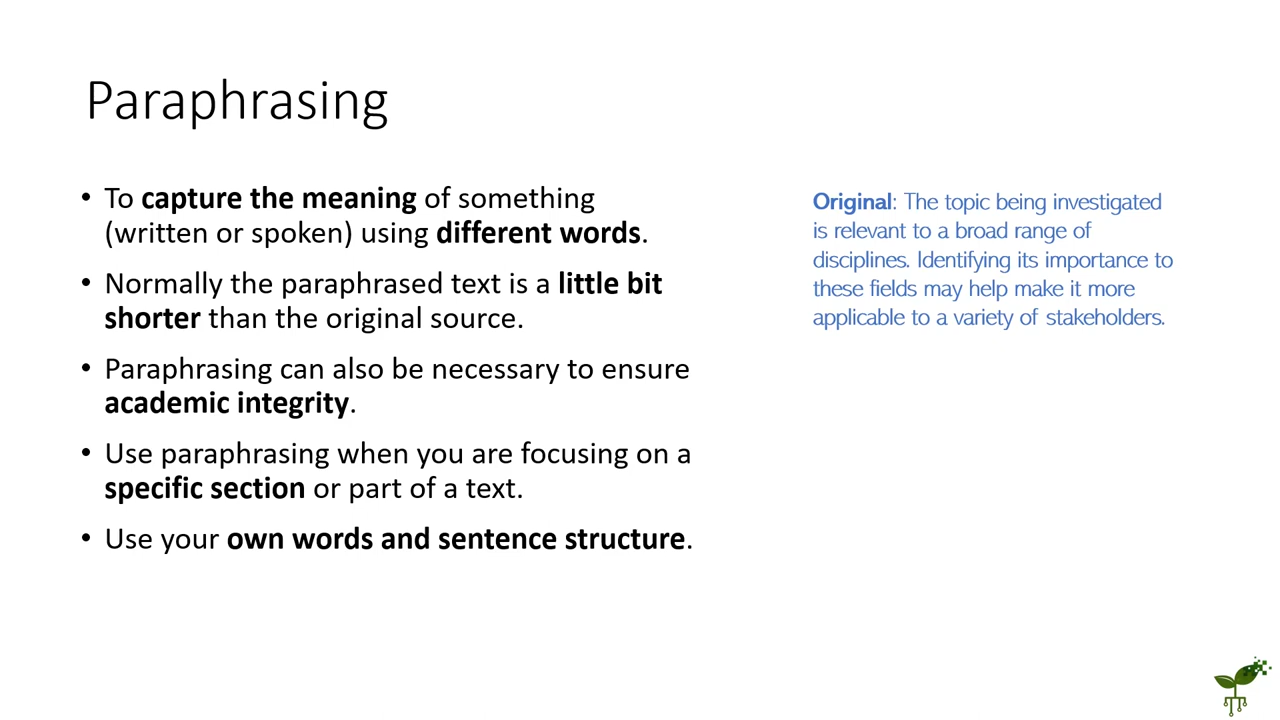 Paraphrasing
• To capture the meaning of something
(written or spoken) using different words.
• Normally the paraphrased text is a little bit
shorter than the original source.
• Paraphrasing can also be necessary to ensure
academic integrity.
• Use paraphrasing when you are focusing on a
specific section or part of a text.
• Use your own words and sentence structure.
Original: The topic being investigated
is relevant to a broad range of
disciplines. Identifying its importance to
these fields may help make it more
applicable to a variety of stakeholders.